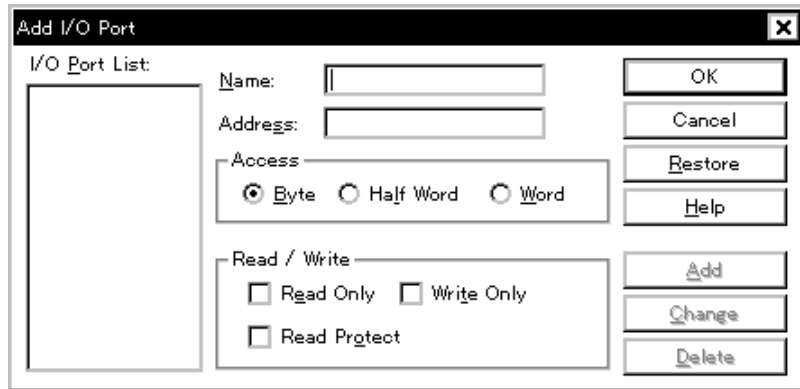 Add I/O Port
I/O Port List:
Name:
Address:
Access
Byte Half Word Word
Read / Write
Read Only Write Only
Read Protect
OK
Cancel
Restore
Help
Add
Change
Delete